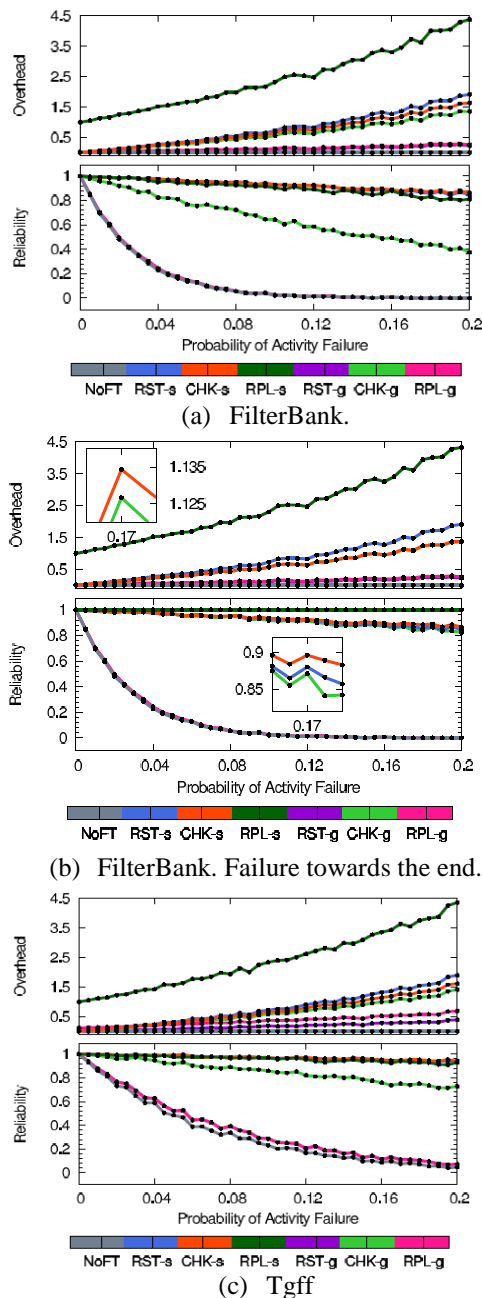 4.5
3.5
2.5
1.5
0.5
Overhead
1
0.8
0.6
0.4
0.2
0
Reliability
0 0.04 0.08 0.12 0.16 0.2
Probability of Activity Failure
NoFT RST-s CHK-s RPL-s RST-g CHK-g RPL-g
(a) FilterBank.
4.5
3.5
2.5
1.5
0.5
Overhead
1.135
1.125
0.17
1
0.8
0.6
0.4
0.2
0
Reliability
0.9
0.85
0.17
0 0.04 0.08 0.12 0.16 0.2
Probability of Activity Failure
NoFT RST-s CHK-s RPL-s RST-g CHK-g RPL-g
(b) FilterBank. Failure towards the end.
4.5
3.5
2.5
1.5
0.5
Overhead
1
0.8
0.6
0.4
0.2
0
Reliability
0 0.04 0.08 0.12 0.16 0.2
Probability of Activity Failure
NoFT RST-s CHK-s RPL-s RST-g CHK-g RPL-g
(c) Tgff